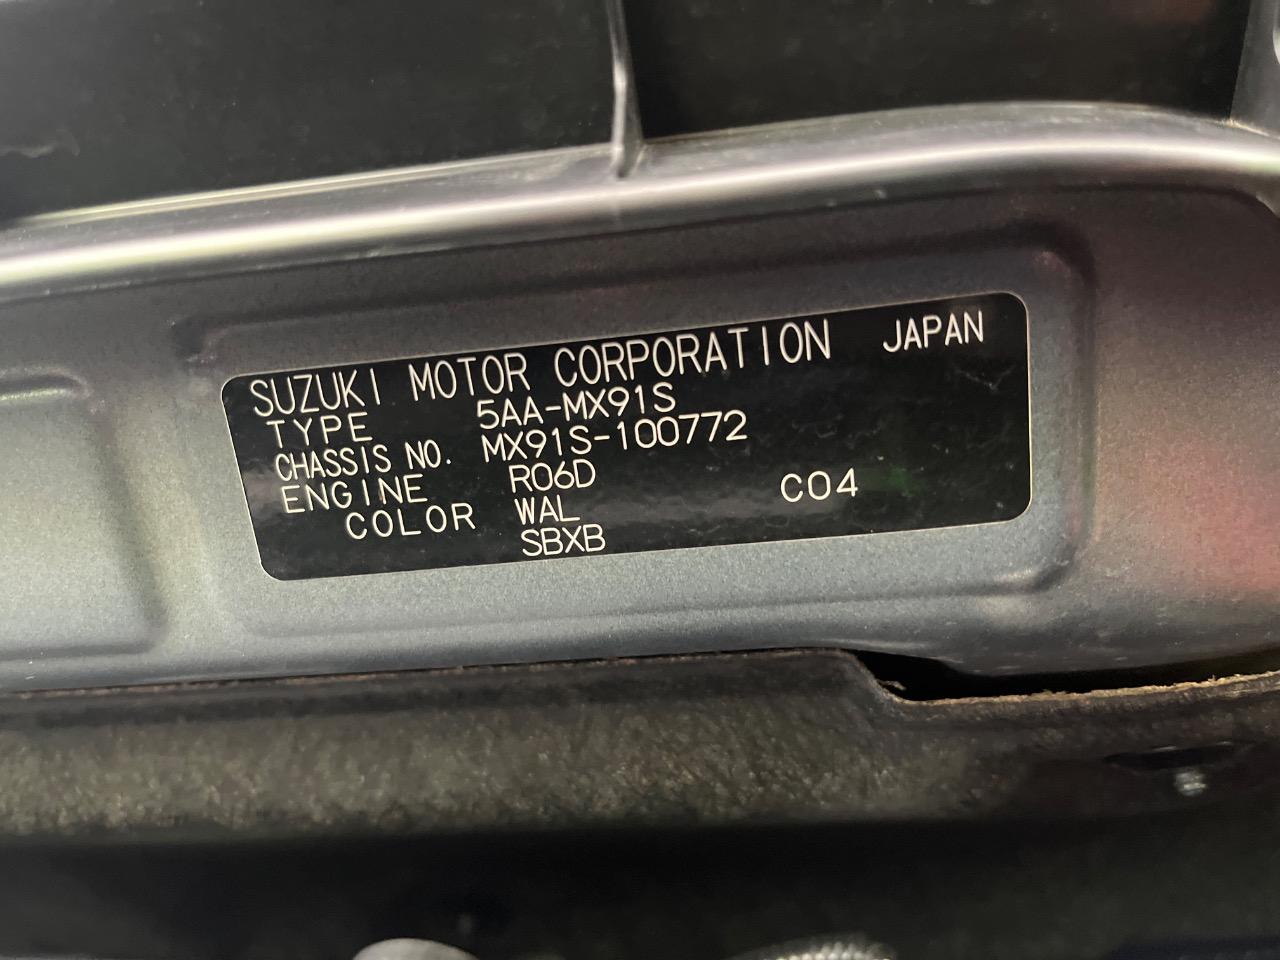 SUZUKI MOTOR CORPORATION JAPAN
TYPE 5AA-MX91S
CHASSIS NO. MX91S-100772
ENGINE R06D
COLOR WAL C04
SBXB